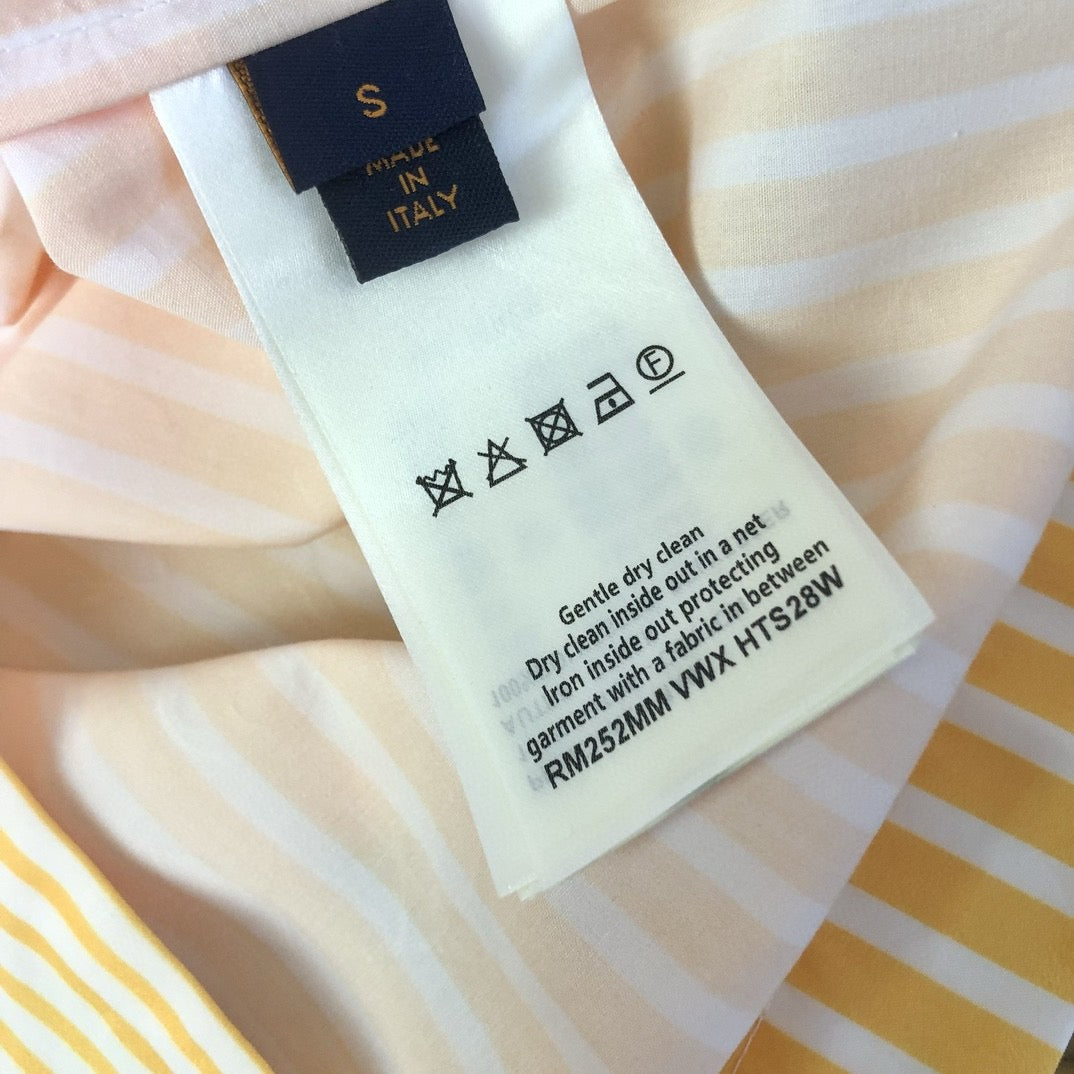 S
MADE
IN
ITALY
F
Gentle dry clean
Dry clean inside out in a net
Iron inside out protecting
garment with a fabric in between
RM252MM VWX HTS28W